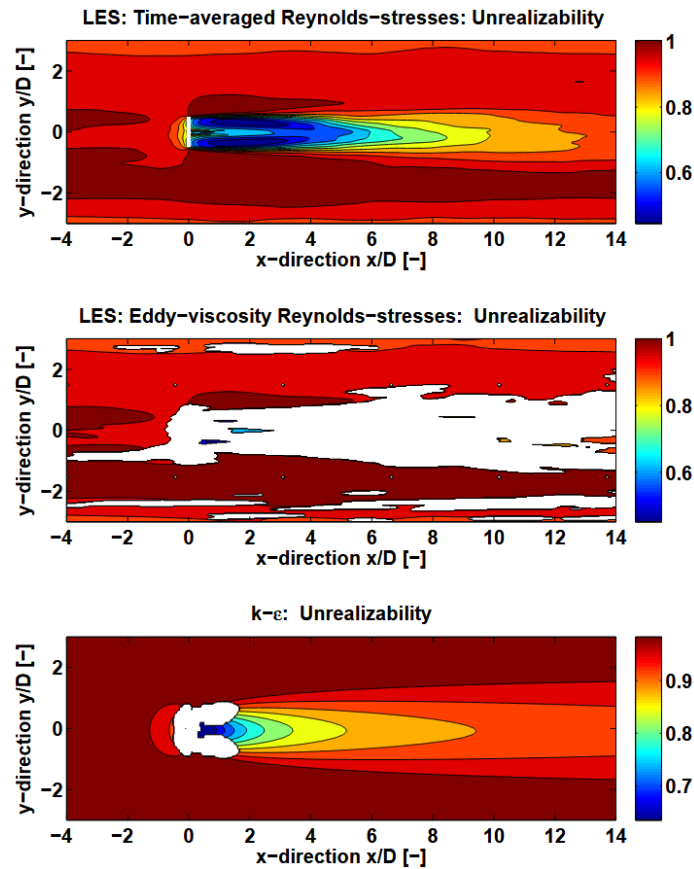 LES: Time−averaged Reynolds−stresses: Unrealizability
y−direction y/D [−]
2
0
−2
−4 −2 0 2 4 6 8 10 12 14
x−direction x/D [−]
1
0.8
0.6
LES: Eddy−viscosity Reynolds−stresses: Unrealizability
y−direction y/D [−]
2
0
−2
−4 −2 0 2 4 6 8 10 12 14
x−direction x/D [−]
1
0.8
0.6
k−ε: Unrealizability
y−direction y/D [−]
2
0
−2
−4 −2 0 2 4 6 8 10 12 14
x−direction x/D [−]
0.9
0.8
0.7